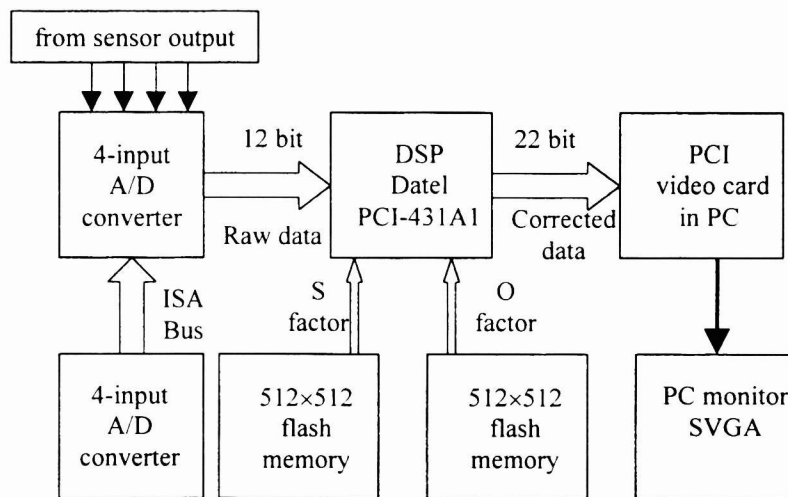 from sensor output
4-input
A/D
converter
12 bit
Raw data
DSP
Datel
PCI-431A1
22 bit
Corrected
data
PCI
video card
in PC
ISA
Bus
S
factor
O
factor
4-input
A/D
converter
512×512
flash
memory
512×512
flash
memory
PC monitor
SVGA